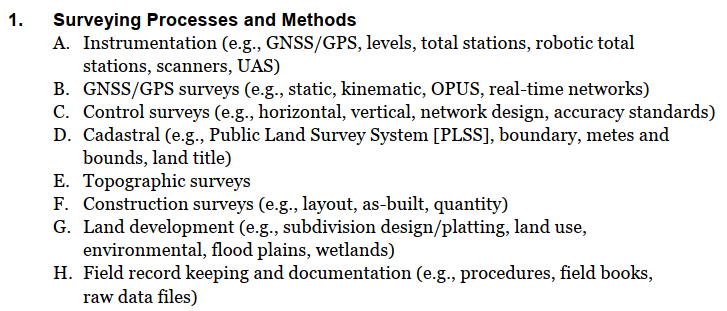 1. Surveying Processes and Methods
A. Instrumentation (e.g., GNSS/GPS, levels, total stations, robotic total
stations, scanners, UAS)
B. GNSS/GPS surveys (e.g., static, kinematic, OPUS, real-time networks)
C. Control surveys (e.g., horizontal, vertical, network design, accuracy standards)
D. Cadastral (e.g., Public Land Survey System [PLSS], boundary, metes and
bounds, land title)
E. Topographic surveys
F. Construction surveys (e.g., layout, as-built, quantity)
G. Land development (e.g., subdivision design/platting, land use,
environmental, flood plains, wetlands)
H. Field record keeping and documentation (e.g., procedures, field books,
raw data files)